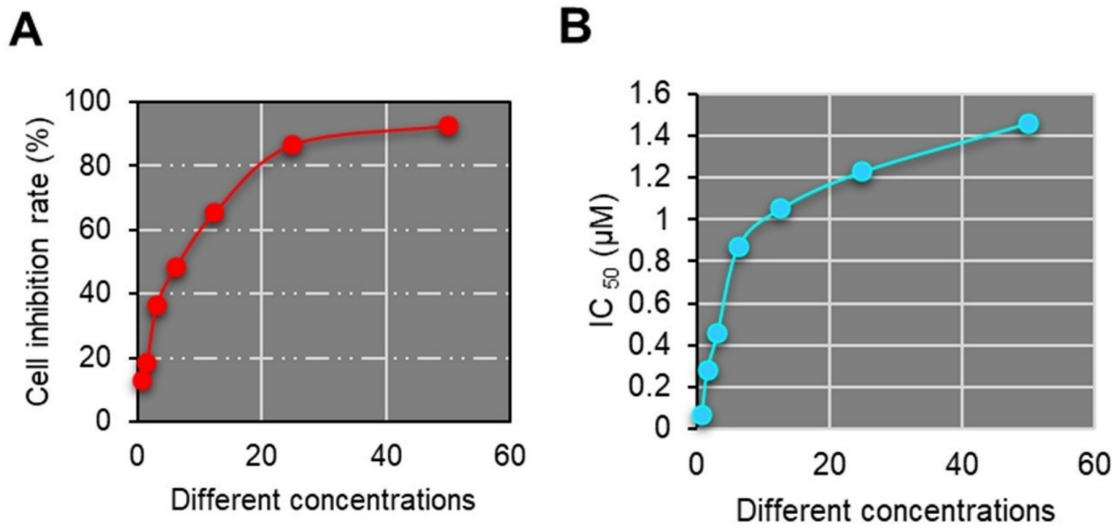 A
Cell inhibition rate (%)
100
80
60
40
20
0
0 20 40 60
Different concentrations
B
IC 50 (µM)
1.6
1.4
1.2
1
0.8
0.6
0.4
0.2
0
0 20 40 60
Different concentrations